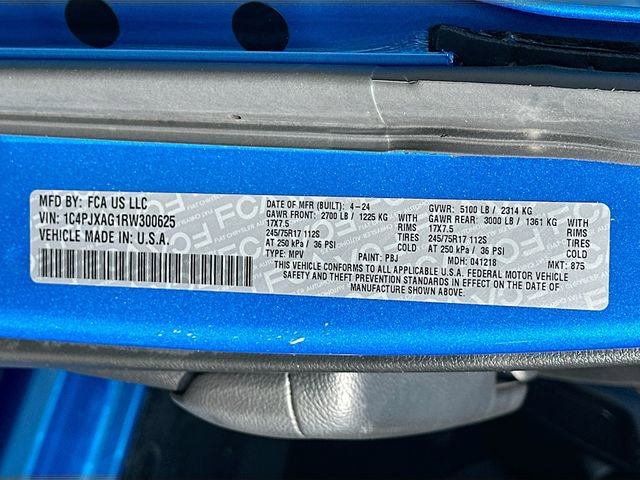 MFD BY: FCA US LLC
VIN: 1C4PJXAG1RW300625
VEHICLE MADE IN U.S.A.
DATE OF MFR (BUILT): 4-24
GVWR: 5100 LB / 2314 KG
GAWR FRONT: 2700 LB / 1225 KG WITH
17X7.5 RIMS
245/75R17 112S TIRES
AT 250 kPa / 36 PSI COLD
GAWR REAR: 3000 LB / 1361 KG WITH
17X7.5 RIMS
245/75R17 112S TIRES
AT 250 kPa / 36 PSI COLD
TYPE: MPV PAINT: PBJ MDH: 041218 MKT: 875
THIS VEHICLE CONFORMS TO ALL APPLICABLE U.S.A. FEDERAL MOTOR VEHICLE
SAFETY AND THEFT PREVENTION STANDARDS IN EFFECT ON THE DATE OF
MANUFACTURE SHOWN ABOVE.